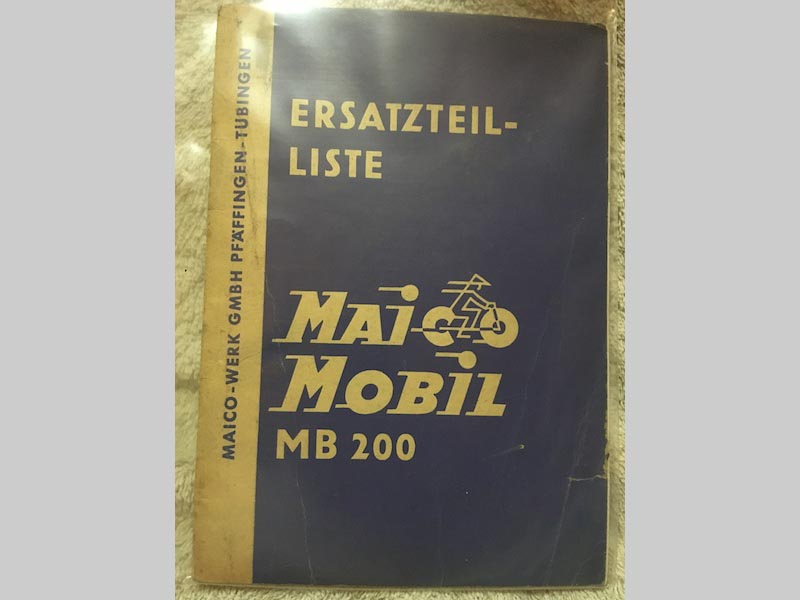 MAICO-WERK GMBH PFÄFFINGEN-TÜBINGEN
ERSATZTEIL-
LISTE
MAICO
MOBIL
MB 200